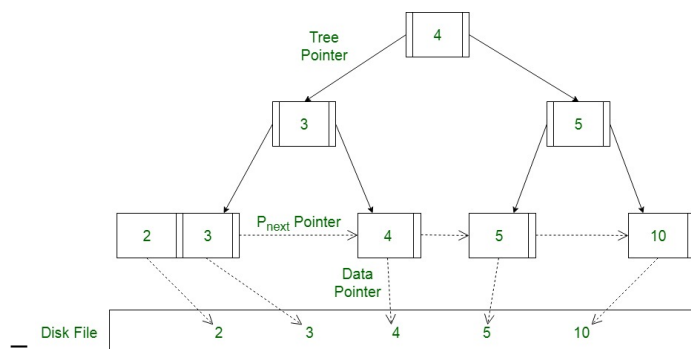 4
Tree
Pointer
3
5
2 3
Pnext Pointer
4
5
10
Data
Pointer
Disk File 2 3 4 5 10